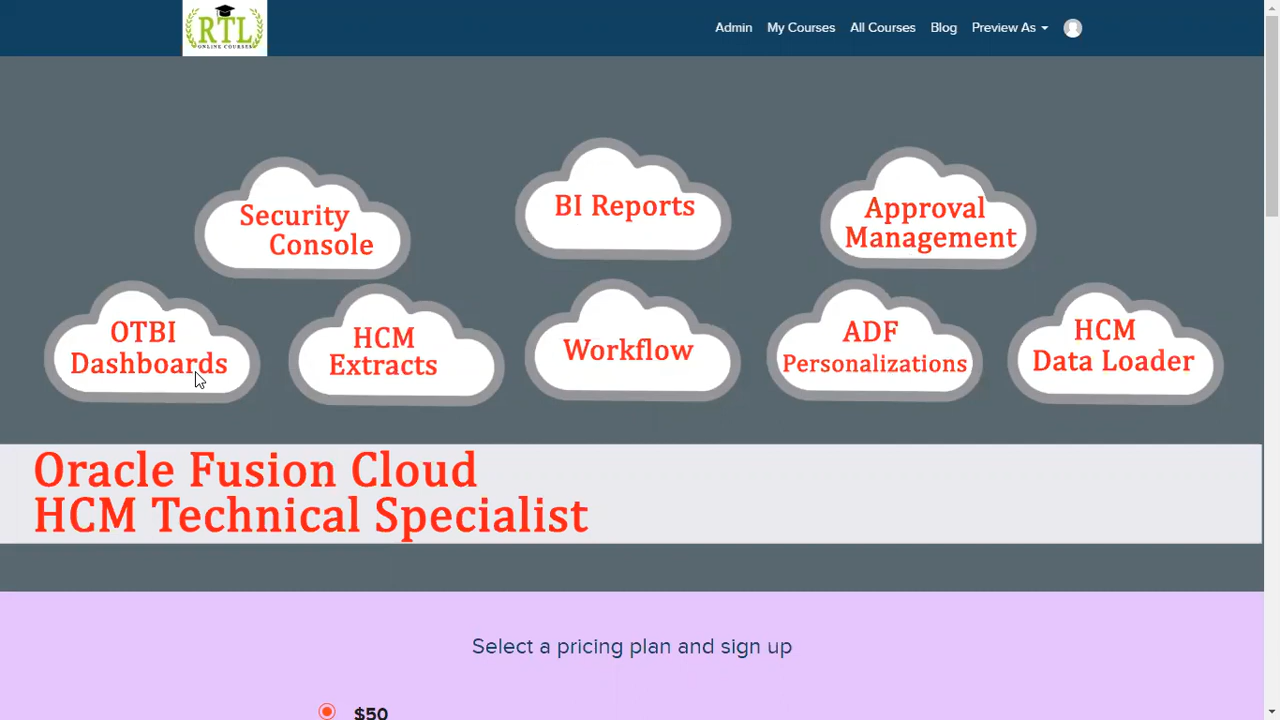 RTL
ONLINE COURSES
Admin My Courses All Courses Blog Preview As
Security
Console
BI Reports
Approval
Management
OTBI
Dashboards
HCM
Extracts
Workflow
ADF
Personalizations
HCM
Data Loader
Oracle Fusion Cloud
HCM Technical Specialist
Select a pricing plan and sign up
$50